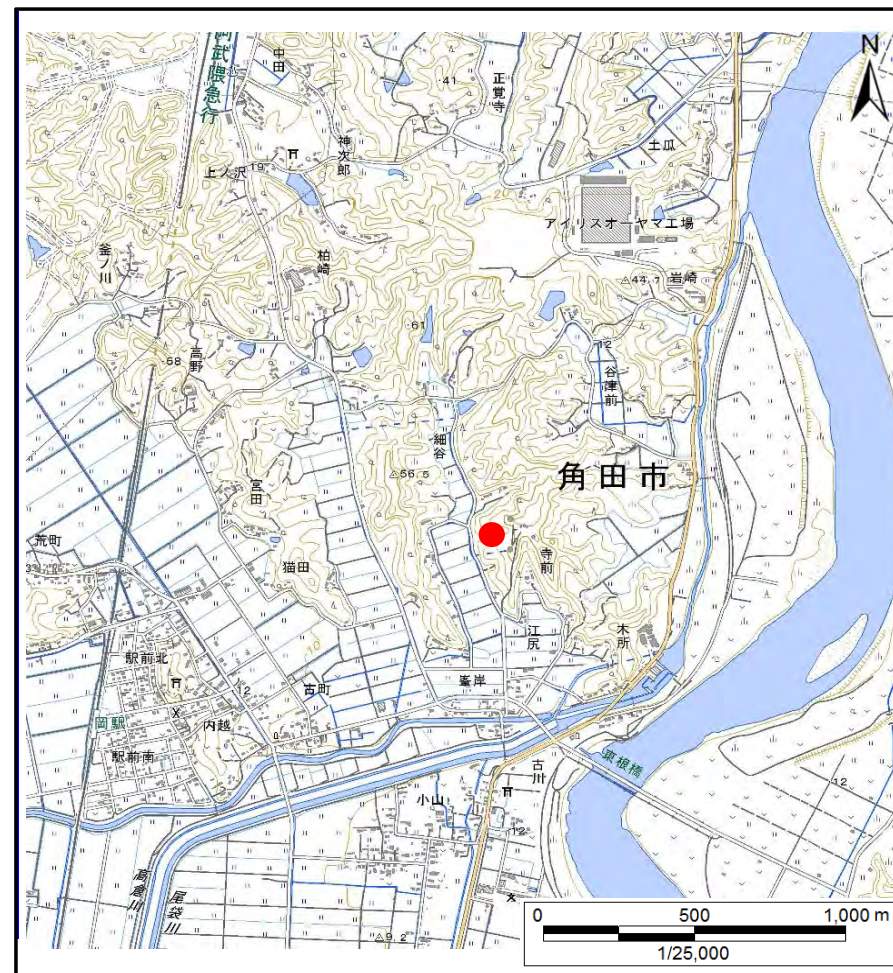 N
阿武隈急行
中田
41
正覚寺
神次郎
土瓜
上ノ沢
19
アイリスオーヤマ工場
釜ノ川
柏崎
44.7
岩崎
61
12
谷津前
高野
58
細谷
56.5
角田市
宮田
荒町
猫田
寺前
江尻
木所
駅前北
12
古町
峯岸
岡駅
内越
東根橋
駅前南
古川
小山
12
12
高倉川
尾袋川
9.2
0 500 1,000 m
1/25,000